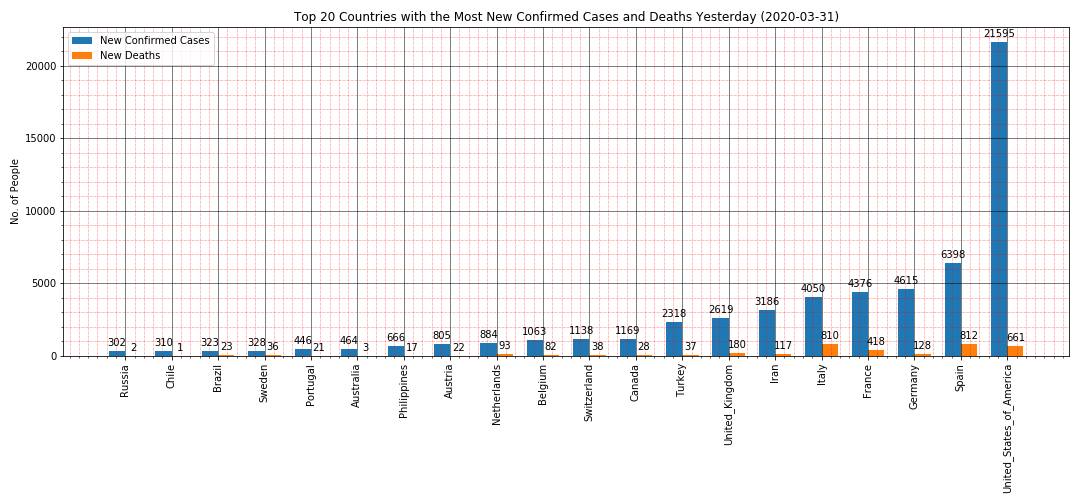 Top 20 Countries with the Most New Confirmed Cases and Deaths Yesterday (2020-03-31)
New Confirmed Cases
New Deaths
No. of People
20000
15000
10000
5000
0
302 2
310 1
323 23
328 36
446 21
464 3
666 17
805 22
884 93
1063 82
1138 38
1169 28
2318 37
2619 180
3186 117
4050 810
4376 418
4615 128
6398 812
21595 661
Russia
Chile
Brazil
Sweden
Portugal
Australia
Philippines
Austria
Netherlands
Belgium
Switzerland
Canada
Turkey
United_Kingdom
Iran
Italy
France
Germany
Spain
United_States_of_America